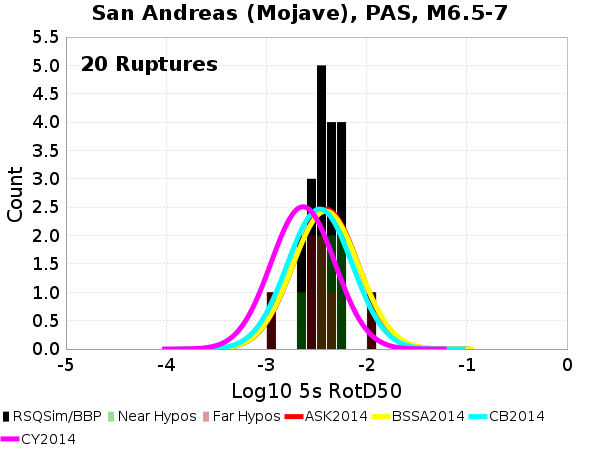 San Andreas (Mojave), PAS, M6.5-7
20 Ruptures
Count
5.5
5.0
4.5
4.0
3.5
3.0
2.5
2.0
1.5
1.0
0.5
0.0
-5 -4 -3 -2 -1 0
Log10 5s RotD50
RSQSim/BBP Near Hypos Far Hypos ASK2014 BSSA2014 CB2014
CY2014